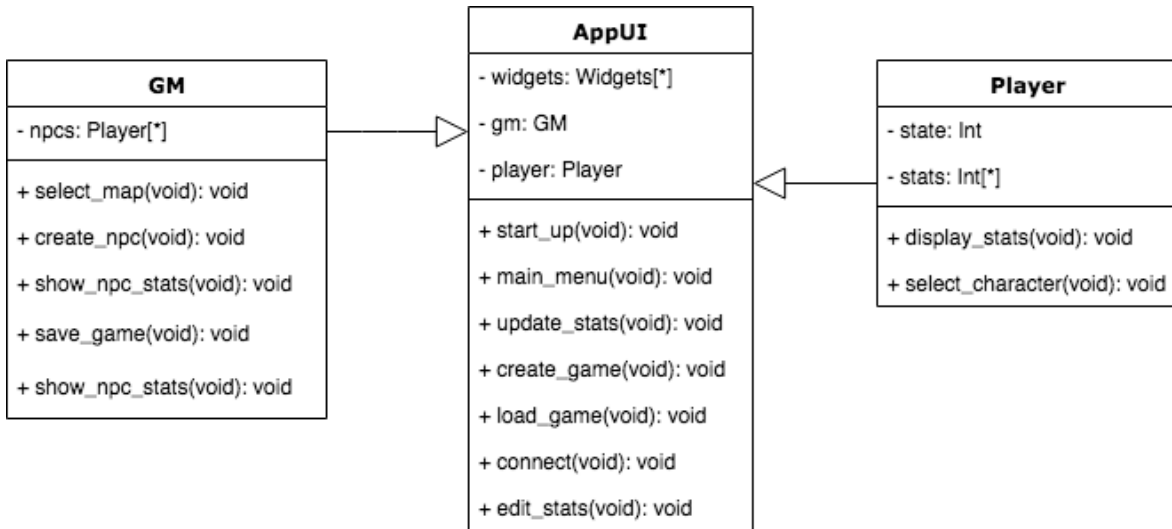 GM
- npcs: Player[*]
+ select_map(void): void
+ create_npc(void): void
+ show_npc_stats(void): void
+ save_game(void): void
+ show_npc_stats(void): void
AppUI
- widgets: Widgets[*]
- gm: GM
- player: Player
+ start_up(void): void
+ main_menu(void): void
+ update_stats(void): void
+ create_game(void): void
+ load_game(void): void
+ connect(void): void
+ edit_stats(void): void
Player
- state: Int
- stats: Int[*]
+ display_stats(void): void
+ select_character(void): void